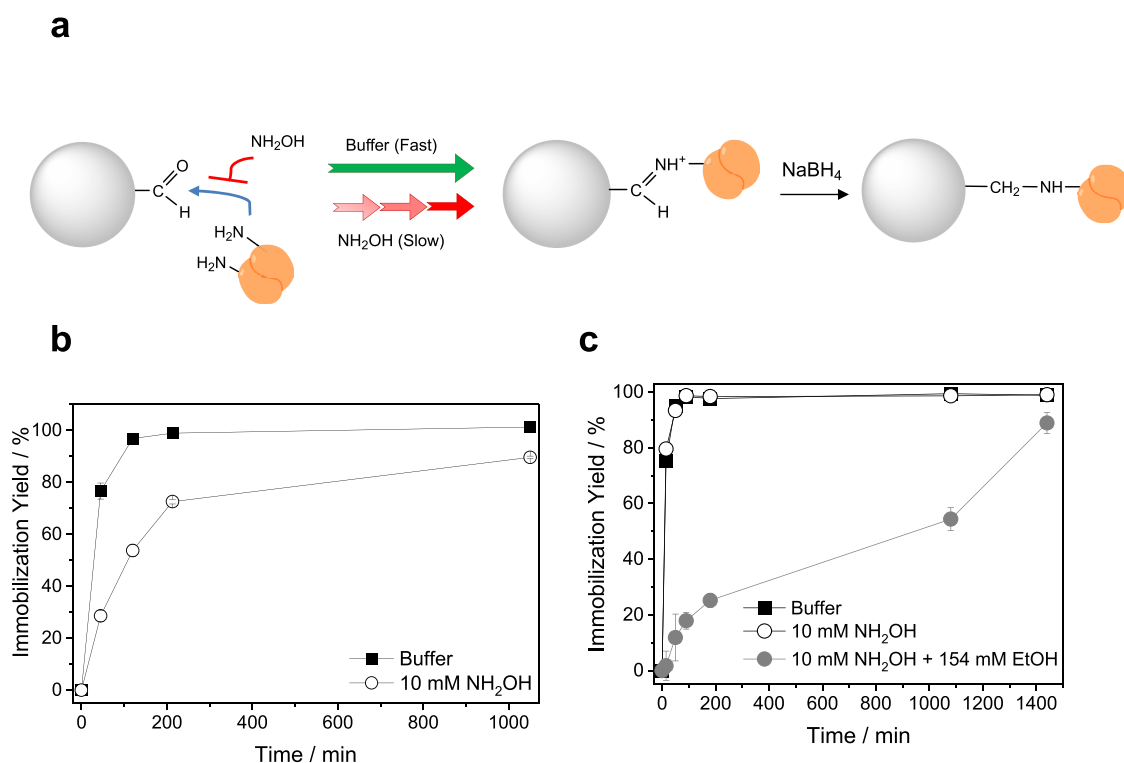 a
NH₂OH
Buffer (Fast)
NH₂OH (Slow)
O
C
H
H₂N
H₂N
NH⁺
C
H
NaBH₄
CH₂
NH
b
Immobilization Yield / %
100
80
60
40
20
0
0
200
400
600
800
1000
Time / min
Buffer
10 mM NH₂OH
c
Immobilization Yield / %
100
80
60
40
20
0
0
200
400
600
800
1000
1200
1400
Time / min
Buffer
10 mM NH₂OH
10 mM NH₂OH + 154 mM EtOH